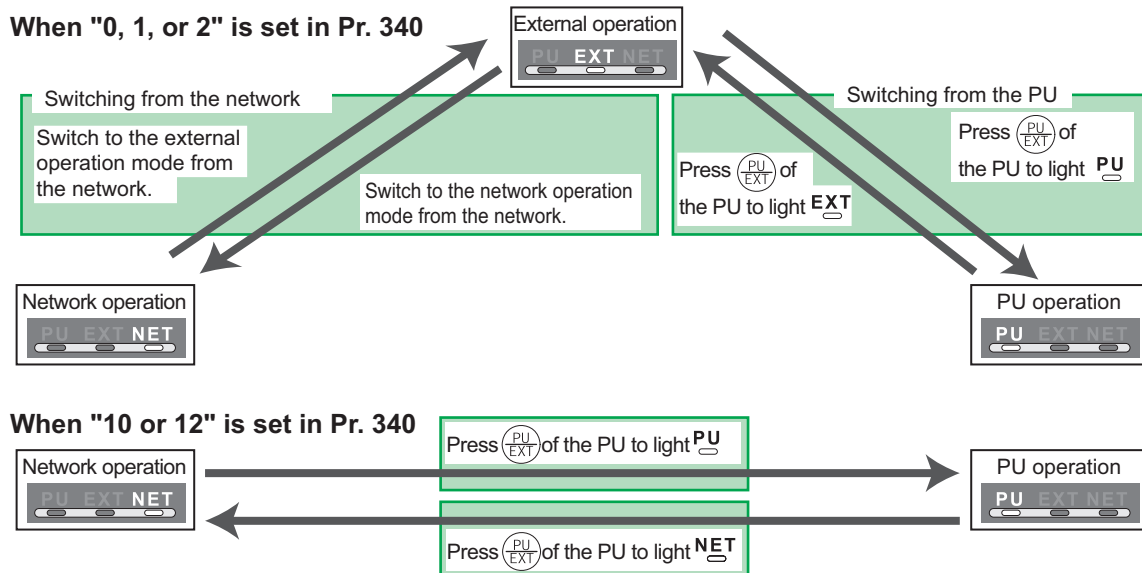 When "0, 1, or 2" is set in Pr. 340
External operation
PU EXT NET
Switching from the network
Switch to the external
operation mode from
the network.
Switch to the network operation
mode from the network.
Switching from the PU
Press PU/EXT of
the PU to light EXT
Press PU/EXT of
the PU to light PU
Network operation
PU EXT NET
PU operation
PU EXT NET
When "10 or 12" is set in Pr. 340
Network operation
PU EXT NET
Press PU/EXT of the PU to light PU
Press PU/EXT of the PU to light NET
PU operation
PU EXT NET